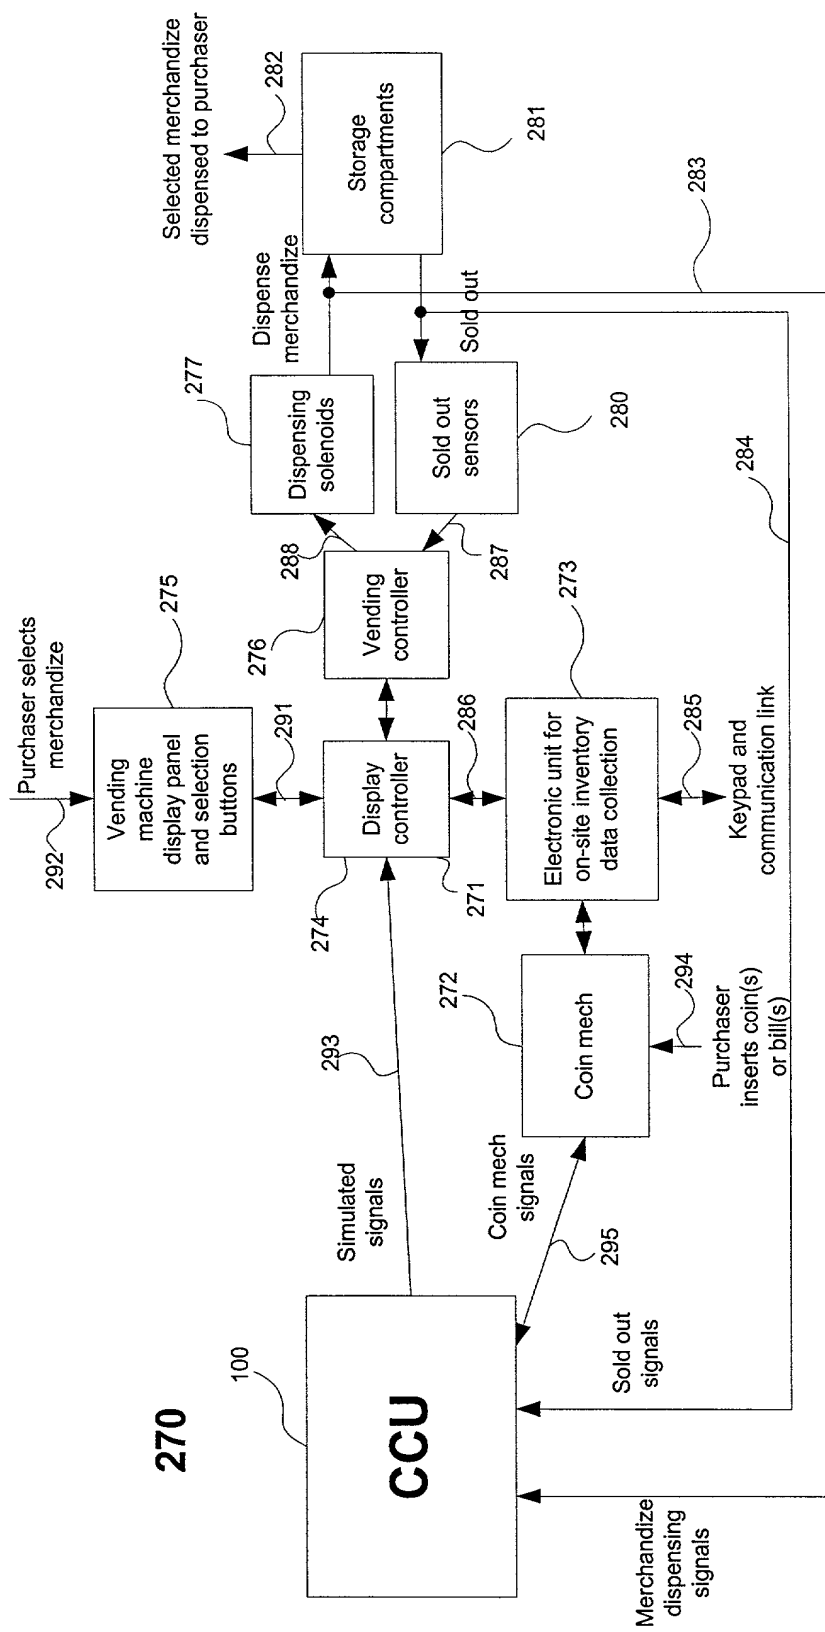 270
100
CCU
Merchandize
dispensing
signals
Sold out
signals
Simulated
signals
293
Coin mech
signals
295
272
Coin mech
294
Purchaser
inserts coin(s)
or bill(s)
292
Purchaser selects
merchandize
275
Vending
machine
display panel
and selection
buttons
291
274
Display
controller
271
286
Electronic unit for
on-site inventory
data collection
273
285
Keypad and
communication link
276
Vending
controller
288
287
277
Dispensing
solenoids
Sold out
sensors
280
284
Dispense
merchandize
Sold out
Selected merchandize
dispensed to purchaser
282
Storage
compartments
281
283